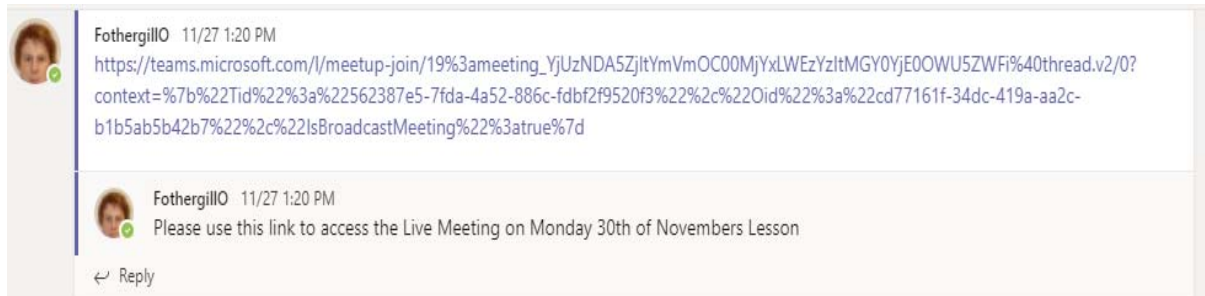 FothergillO 11/27 1:20 PM
https://teams.microsoft.com/l/meetup-join/19%3ameeting_YjUzNDA5ZjItYmVmOC00MjYxLWEzYzItMGY0YjE0OWU5ZWFi%40thread.v2/0?
context=%7b%22Tid%22%3a%22562387e5-7fda-4a52-886c-fdbf2f9520f3%22%2c%22Oid%22%3a%22cd77161f-34dc-419a-aa2c-
b1b5ab5b42b7%22%2c%22IsBroadcastMeeting%22%3atrue%7d
FothergillO 11/27 1:20 PM
Please use this link to access the Live Meeting on Monday 30th of Novembers Lesson
Reply